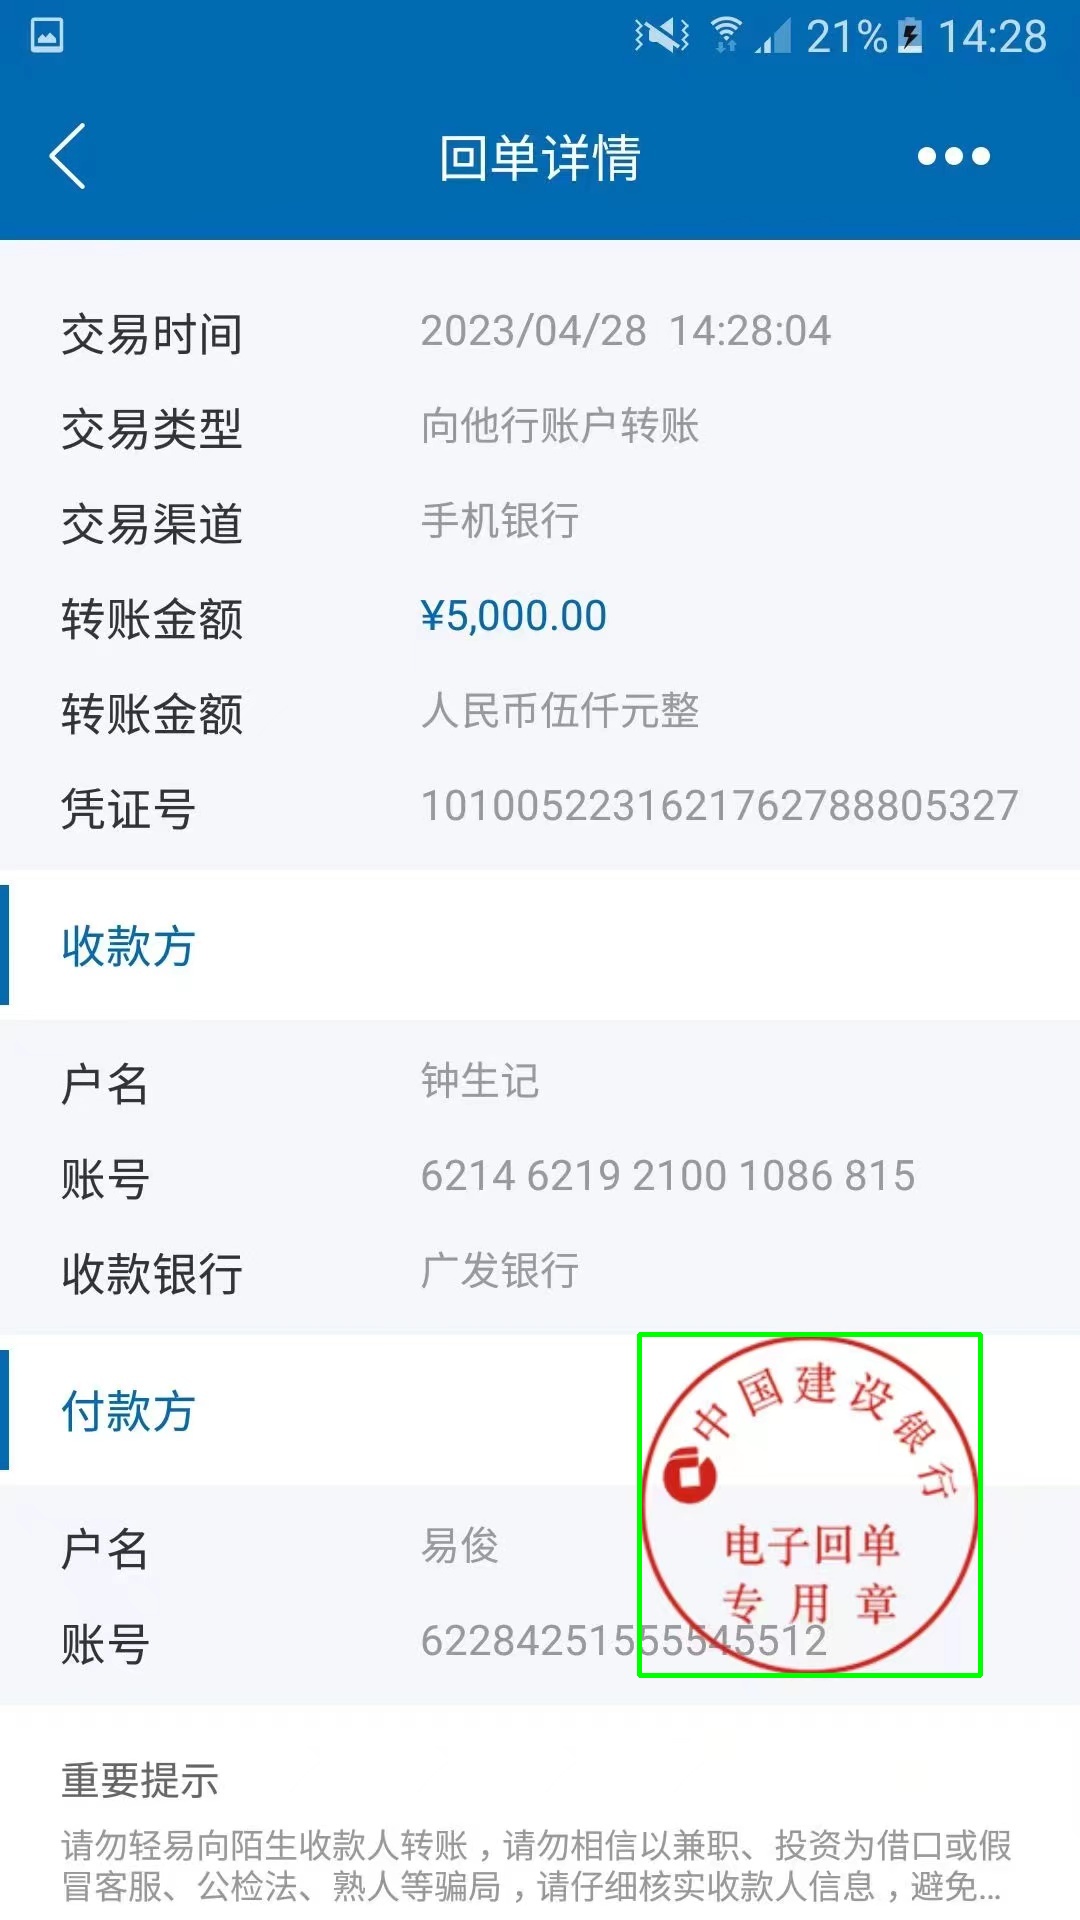 21% 14:28
回单详情
交易时间 2023/04/28 14:28:04
交易类型 向他行账户转账
交易渠道 手机银行
转账金额 ¥5,000.00
转账金额 人民币伍仟元整
凭证号 1010052231621762788805327
收款方
户名 钟生记
账号 6214 6219 2100 1086 815
收款银行 广发银行
付款方
中国建设银行
电子回单
专用章
户名 易俊
账号 62284251555545512
重要提示
请勿轻易向陌生收款人转账，请勿相信以兼职、投资为借口或假
冒客服、公检法、熟人等骗局，请仔细核实收款人信息，避免...